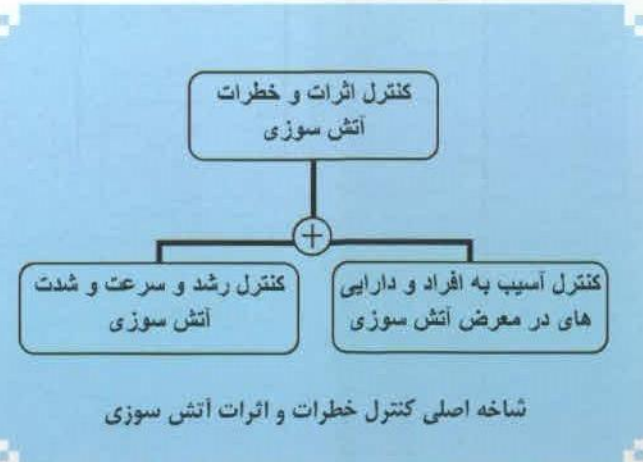 کنترل اثرات و خطرات
آتش سوزی
+
کنترل آسیب به افراد و دارایی
های در معرض آتش سوزی
کنترل رشد و سرعت و شدت
آتش سوزی
شاخه اصلی کنترل خطرات و اثرات آتش سوزی